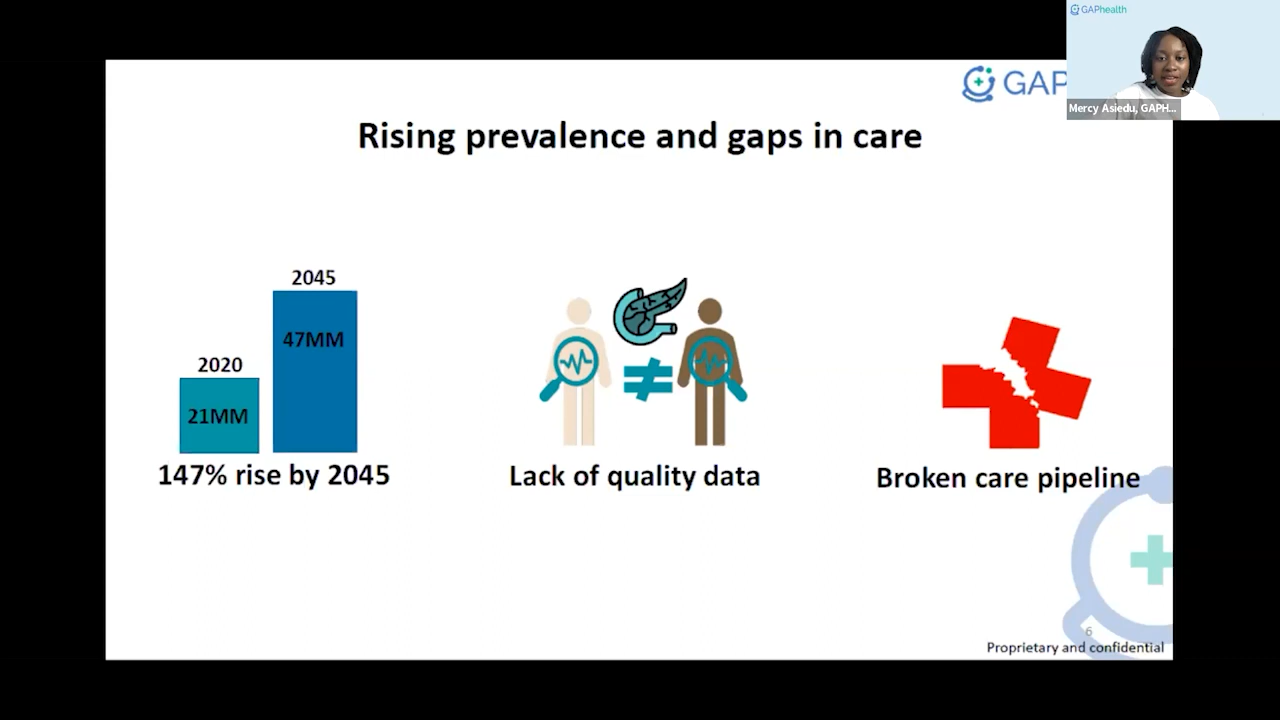 GAPhealth
Mercy Asiedu, GAPH...
GAP
Rising prevalence and gaps in care
2045
47MM
2020
21MM
147% rise by 2045
Lack of quality data
Broken care pipeline
6
Proprietary and confidential